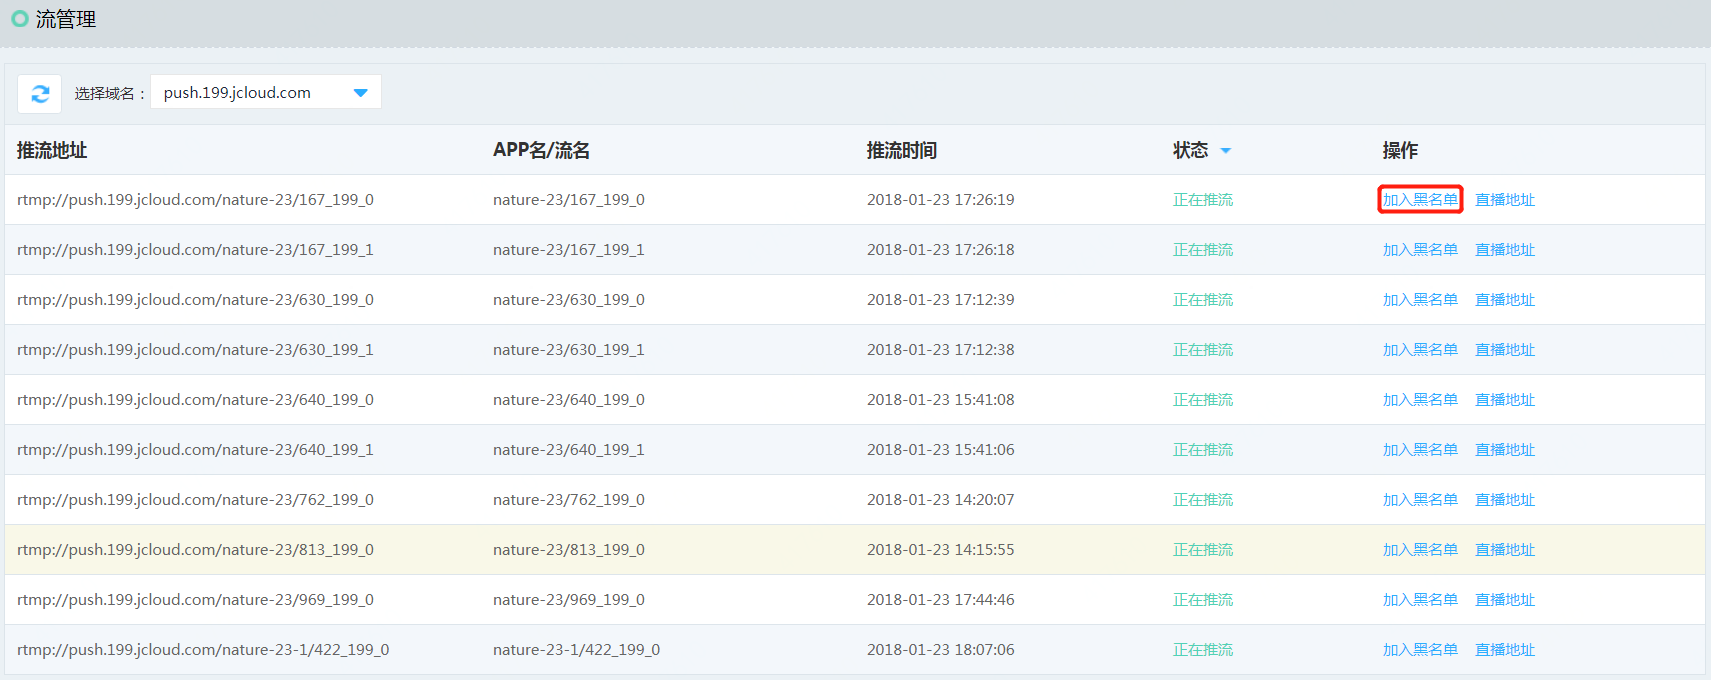 流管理
选择域名： push.199.jcloud.com
推流地址 APP名/流名 推流时间 状态 操作
rtmp://push.199.jcloud.com/nature-23/167_199_0 nature-23/167_199_0 2018-01-23 17:26:19 正在推流 加入黑名单 直播地址
rtmp://push.199.jcloud.com/nature-23/167_199_1 nature-23/167_199_1 2018-01-23 17:26:18 正在推流 加入黑名单 直播地址
rtmp://push.199.jcloud.com/nature-23/630_199_0 nature-23/630_199_0 2018-01-23 17:12:39 正在推流 加入黑名单 直播地址
rtmp://push.199.jcloud.com/nature-23/630_199_1 nature-23/630_199_1 2018-01-23 17:12:38 正在推流 加入黑名单 直播地址
rtmp://push.199.jcloud.com/nature-23/640_199_0 nature-23/640_199_0 2018-01-23 15:41:08 正在推流 加入黑名单 直播地址
rtmp://push.199.jcloud.com/nature-23/640_199_1 nature-23/640_199_1 2018-01-23 15:41:06 正在推流 加入黑名单 直播地址
rtmp://push.199.jcloud.com/nature-23/762_199_0 nature-23/762_199_0 2018-01-23 14:20:07 正在推流 加入黑名单 直播地址
rtmp://push.199.jcloud.com/nature-23/813_199_0 nature-23/813_199_0 2018-01-23 14:15:55 正在推流 加入黑名单 直播地址
rtmp://push.199.jcloud.com/nature-23/969_199_0 nature-23/969_199_0 2018-01-23 17:44:46 正在推流 加入黑名单 直播地址
rtmp://push.199.jcloud.com/nature-23-1/422_199_0 nature-23-1/422_199_0 2018-01-23 18:07:06 正在推流 加入黑名单 直播地址